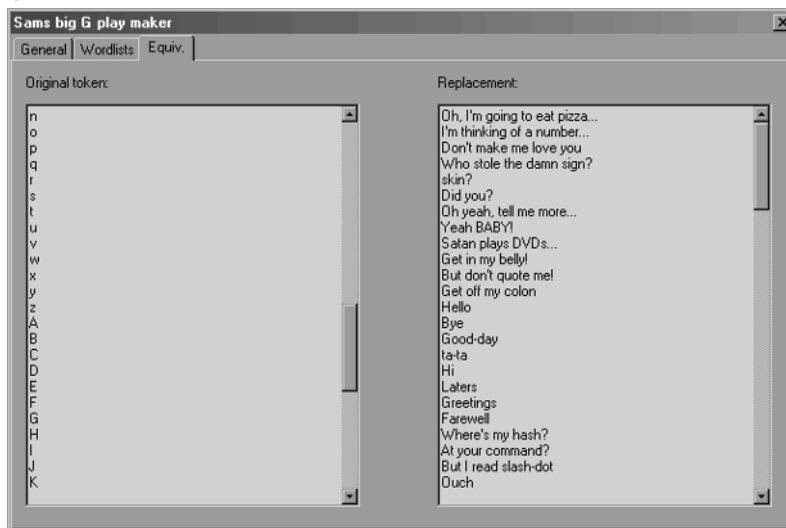 Sams big G play maker
General
Wordlists
Equiv.
Original token:
n
o
p
q
r
s
t
u
v
w
x
y
z
A
B
C
D
E
F
G
H
I
J
K
Replacement:
Oh, I'm going to eat pizza...
I'm thinking of a number...
Don't make me love you
Who stole the damn sign?
skin?
Did you?
Oh yeah, tell me more...
Yeah BABY!
Satan plays DVDs...
Get in my belly!
But don't quote me!
Get off my colon
Hello
Bye
Good-day
ta-ta
Hi
Laters
Greetings
Farewell
Where's my hash?
At your command?
But I read slash-dot
Ouch